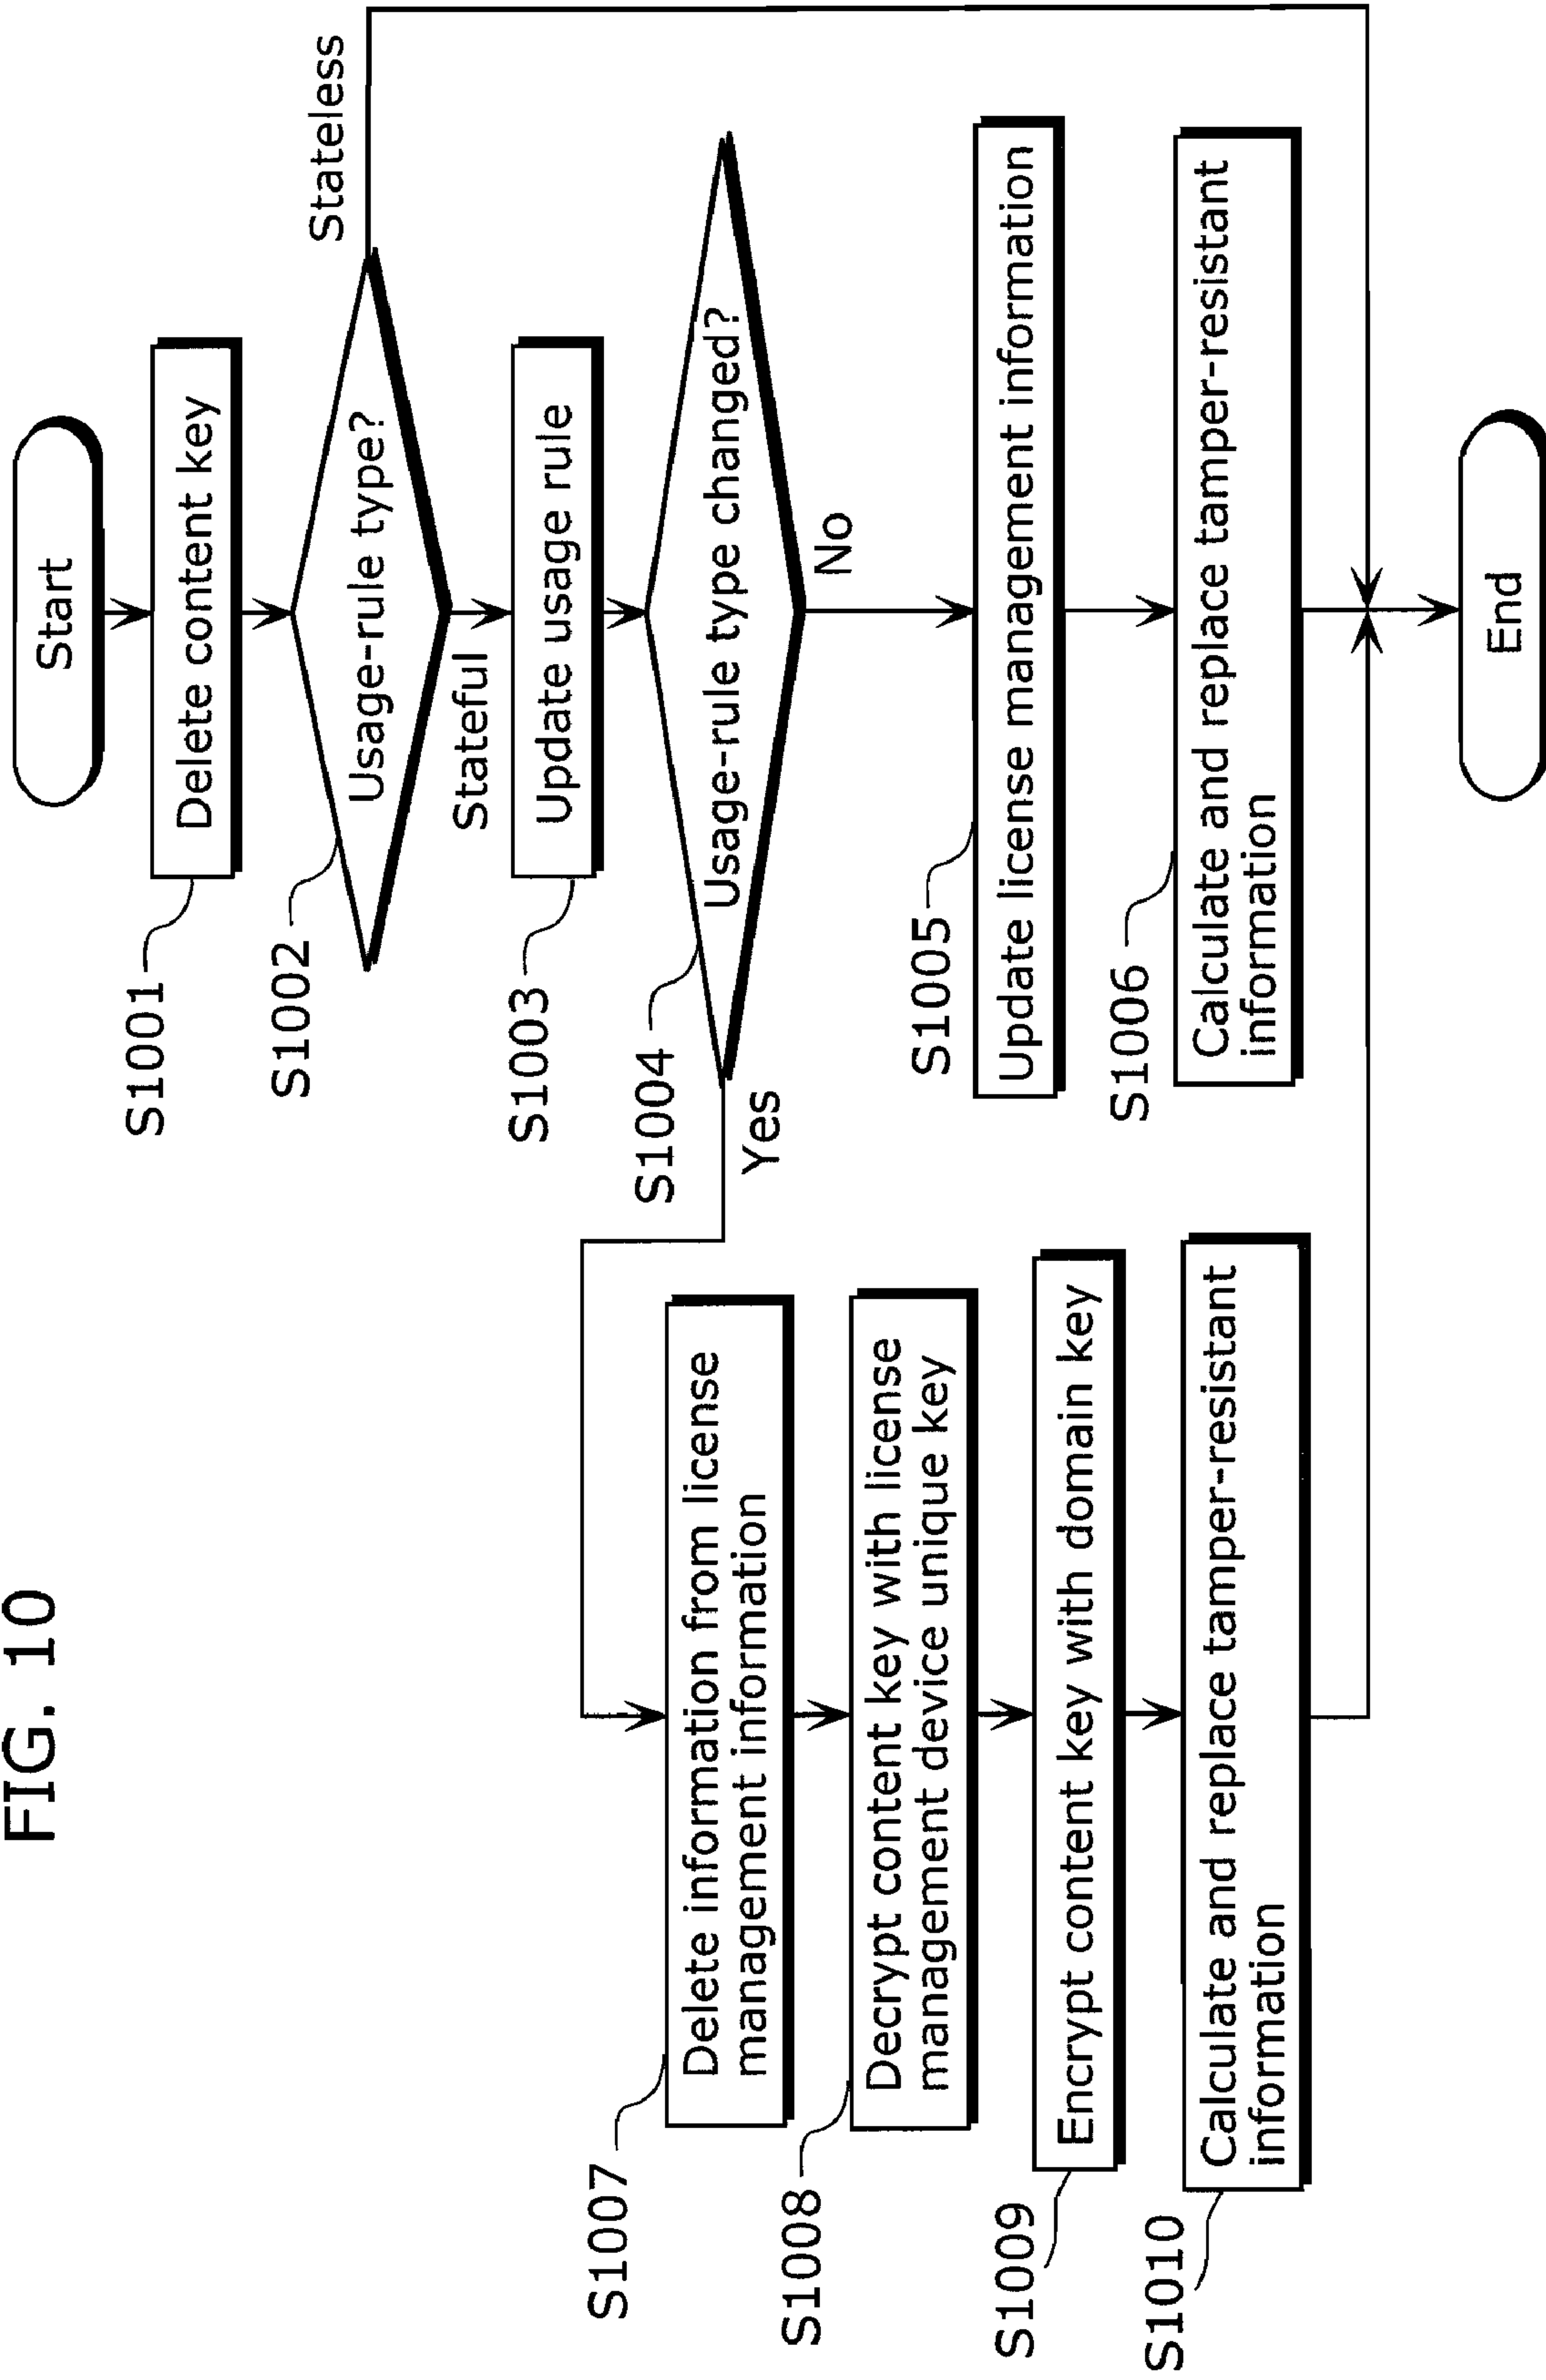 FIG. 10
Start
S1001
Delete content key
S1002
Usage-rule type?
Stateless
Stateful
S1003
Update usage rule
S1004
Usage-rule type changed?
Yes
No
S1005
Update license management information
S1006
Calculate and replace tamper-resistant
information
S1007
Delete information from license
management information
S1008
Decrypt content key with license
management device unique key
S1009
Encrypt content key with domain key
S1010
Calculate and replace tamper-resistant
information
End